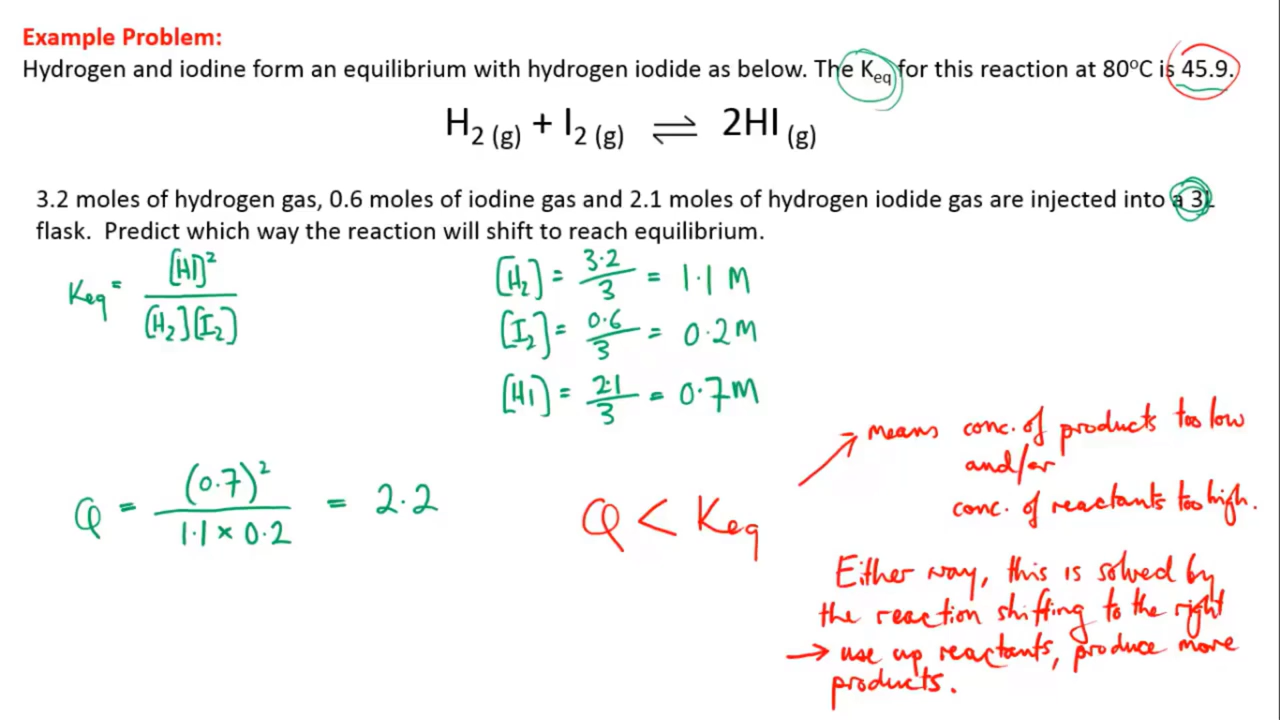 Example Problem:
Hydrogen and iodine form an equilibrium with hydrogen iodide as below. The Keq for this reaction at 80°C is 45.9.
H2 (g) + I2 (g) ⇌ 2HI (g)
3.2 moles of hydrogen gas, 0.6 moles of iodine gas and 2.1 moles of hydrogen iodide gas are injected into a 3L
flask. Predict which way the reaction will shift to reach equilibrium.
Keq = [HI]² / [H2][I2]
[H2] = 3.2 / 3 = 1.1 M
[I2] = 0.6 / 3 = 0.2 M
[HI] = 2.1 / 3 = 0.7 M
Q = (0.7)² / 1.1 × 0.2 = 2.2
Q < Keq
→ means conc. of products too low
and/or
conc. of reactants too high.
Either way, this is solved by
the reaction shifting to the right
→ use up reactants, produce more
products.